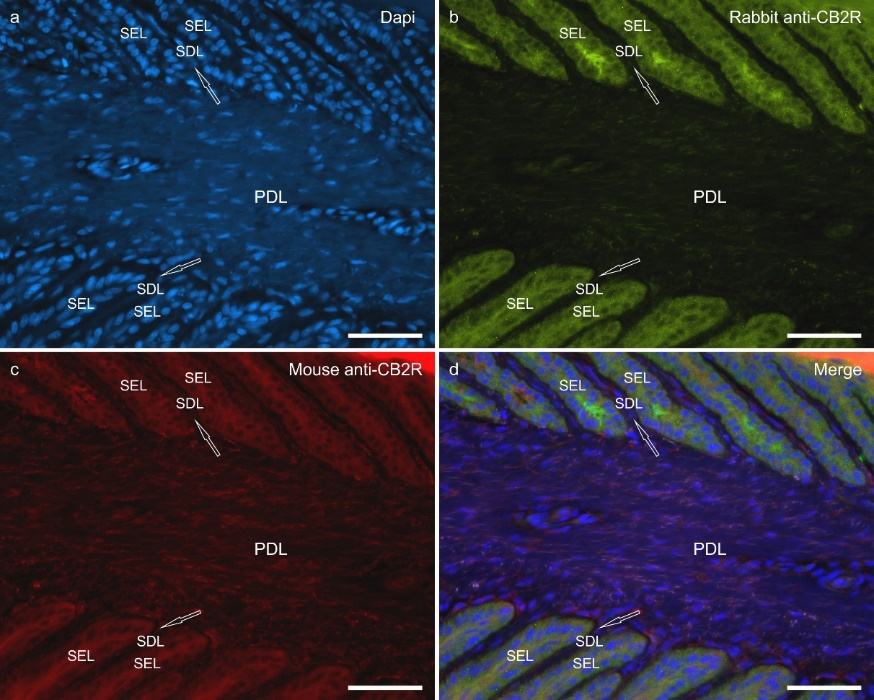 a
Dapi
SEL
SEL
SDL
PDL
SDL
SEL
SEL
b
Rabbit anti-CB2R
SEL
SEL
SDL
PDL
SDL
SEL
SEL
c
Mouse anti-CB2R
SEL
SEL
SDL
PDL
SDL
SEL
SEL
d
Merge
SEL
SEL
SDL
PDL
SDL
SEL
SEL